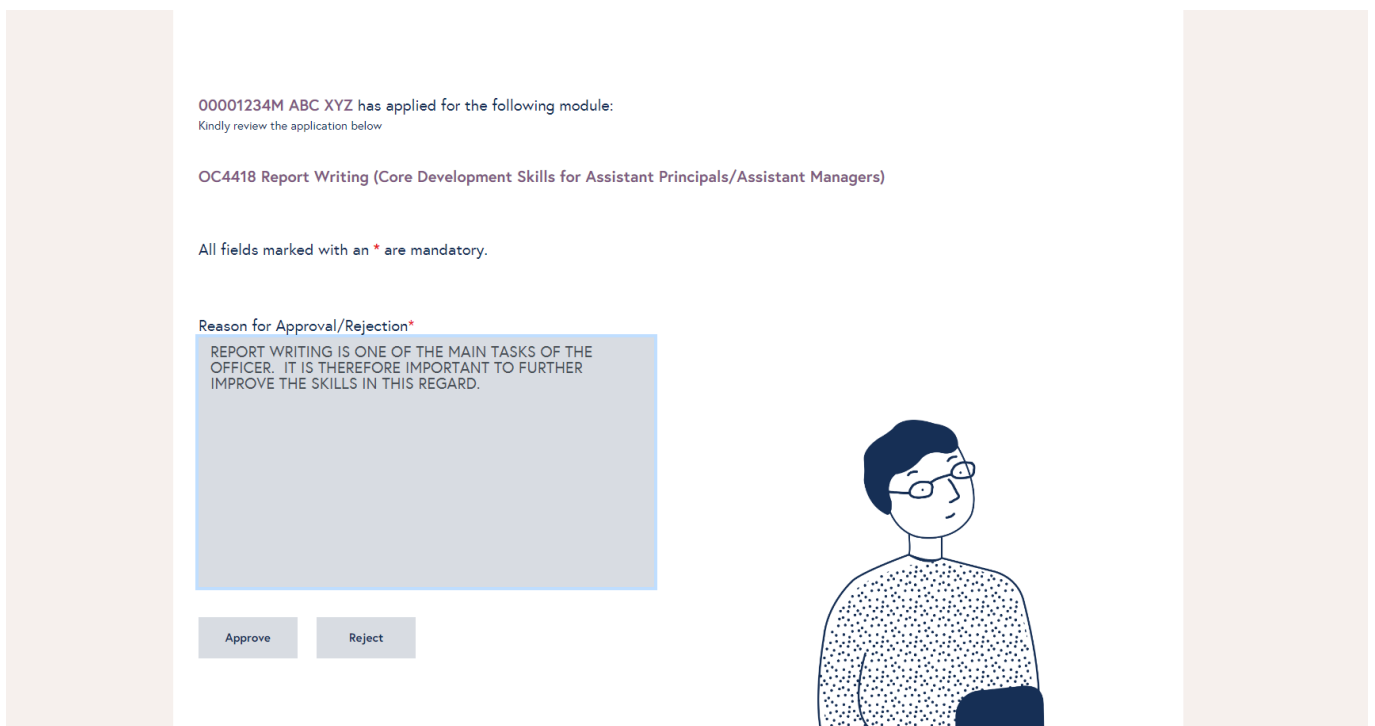 00001234M ABC XYZ has applied for the following module:
Kindly review the application below
OC4418 Report Writing (Core Development Skills for Assistant Principals/Assistant Managers)
All fields marked with an * are mandatory.
Reason for Approval/Rejection*
REPORT WRITING IS ONE OF THE MAIN TASKS OF THE
OFFICER.  IT IS THEREFORE IMPORTANT TO FURTHER
IMPROVE THE SKILLS IN THIS REGARD.
Approve
Reject